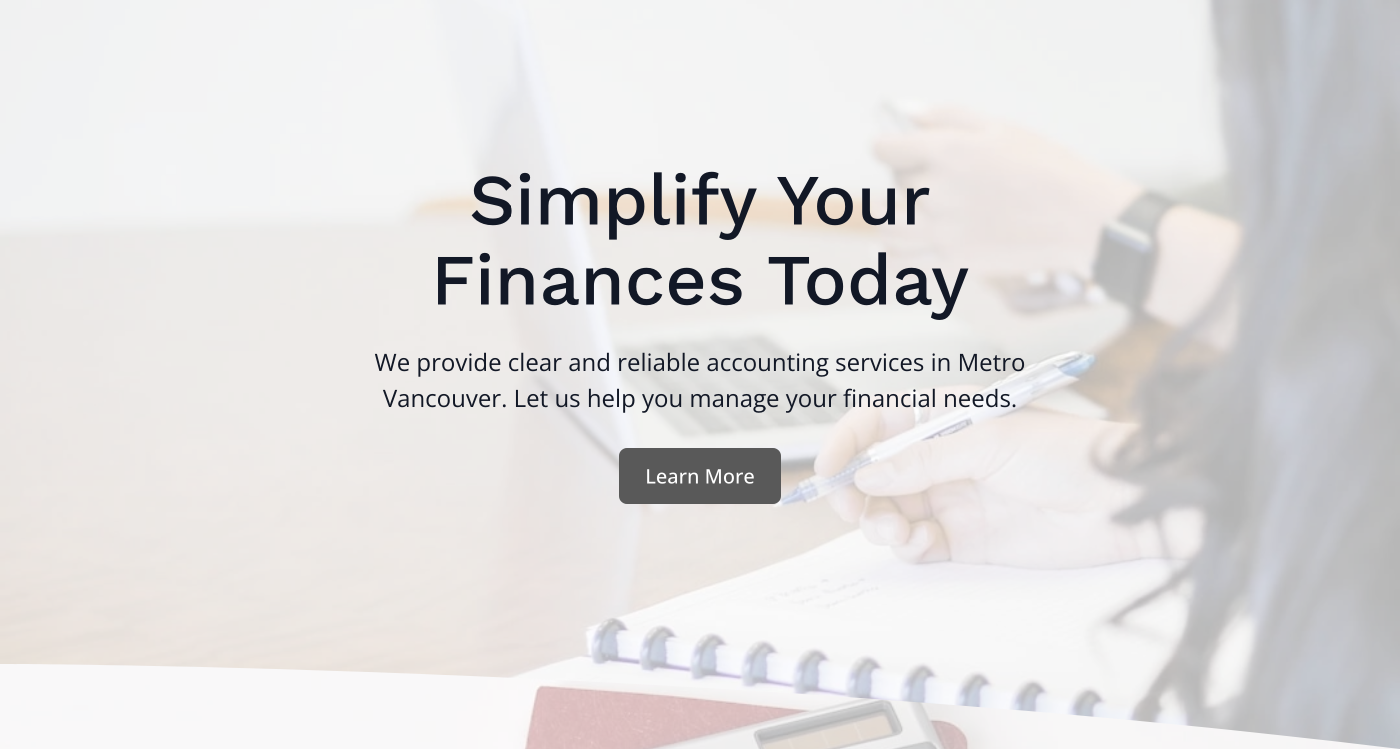 Simplify Your
Finances Today
We provide clear and reliable accounting services in Metro
Vancouver. Let us help you manage your financial needs.
Learn More